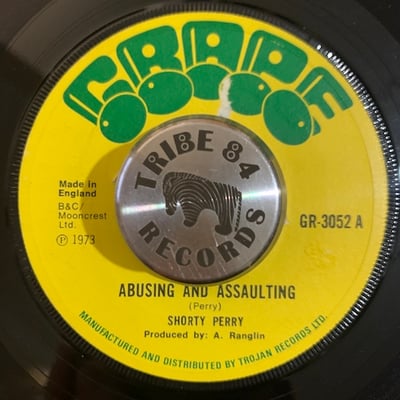 GRAPE
TRIBE 84
RECORDS
Made in
England
B&C/
Mooncrest
Ltd.
Ⓟ 1973
GR-3052 A
ABUSING AND ASSAULTING
(Perry)
SHORTY PERRY
Produced by: A. Ranglin
MANUFACTURED AND DISTRIBUTED BY TROJAN RECORDS LTD.